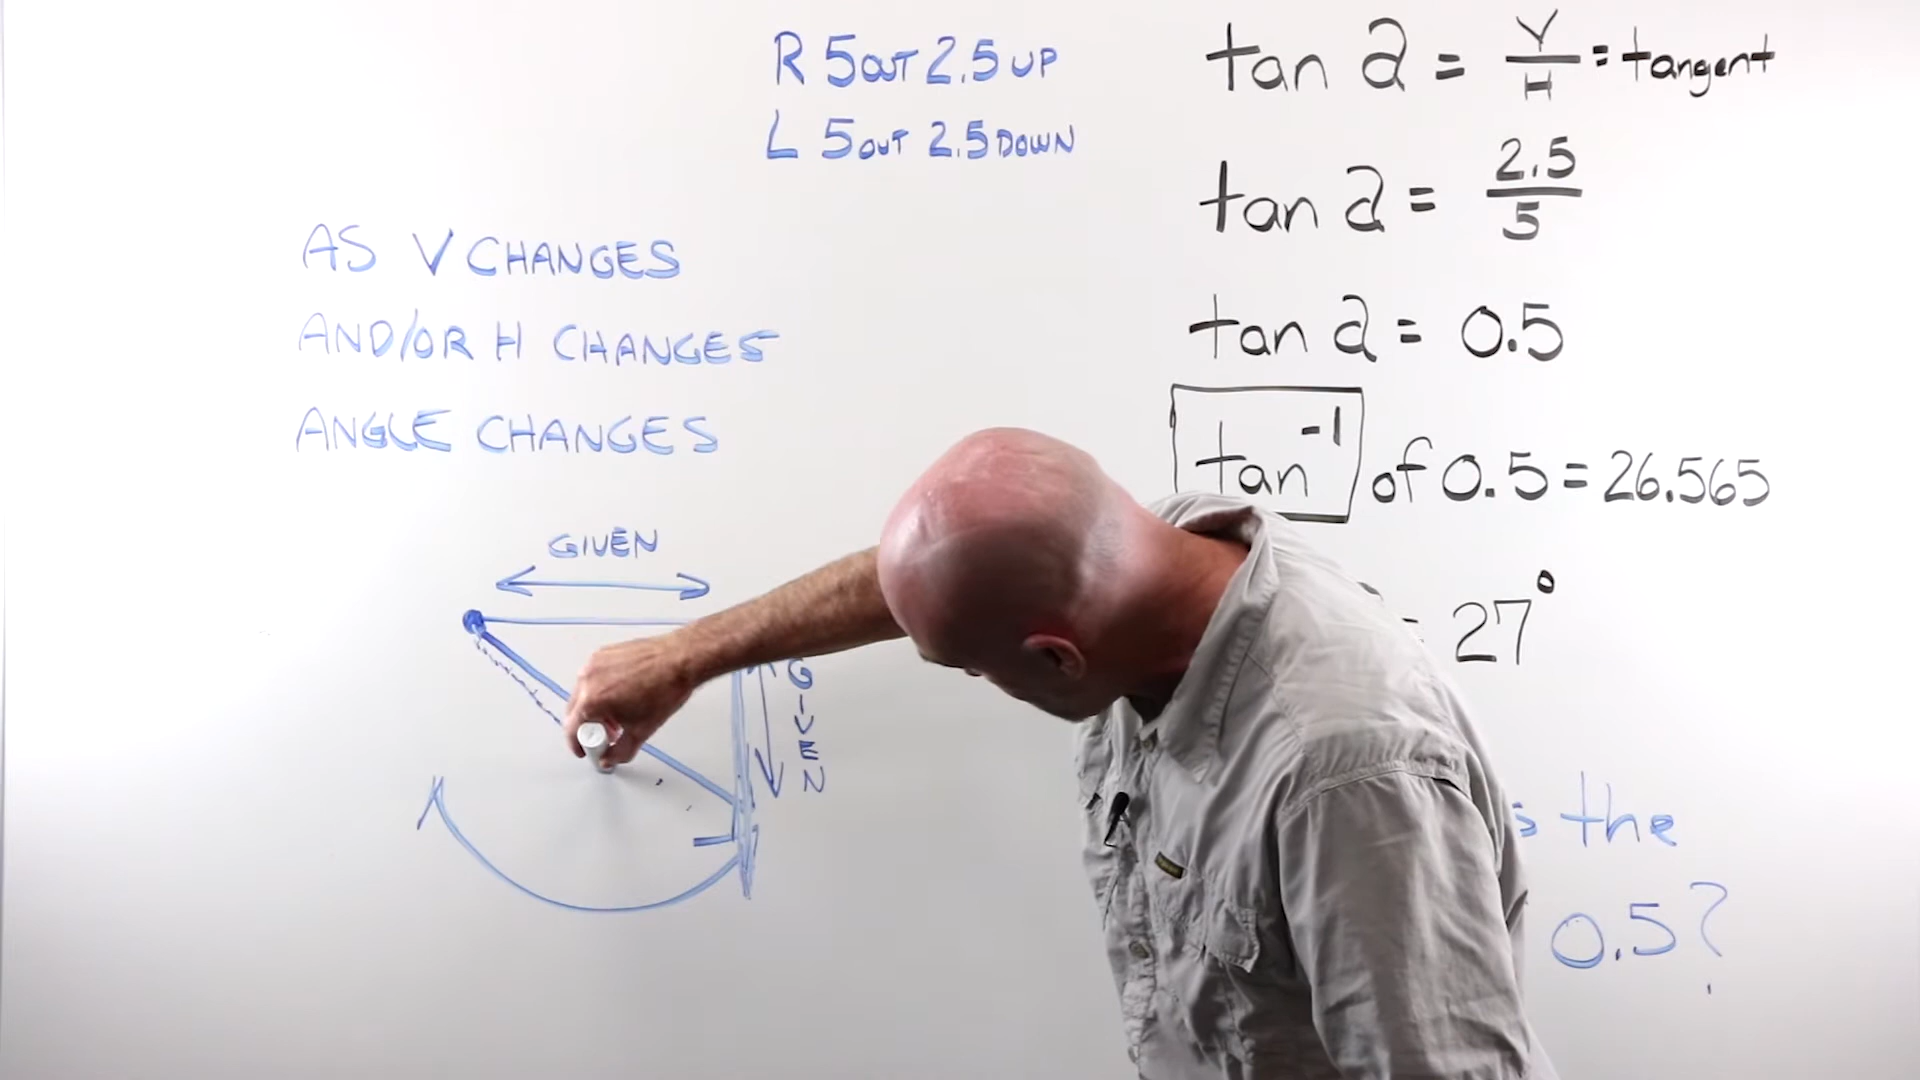 R 5 OUT 2.5 UP
L 5 OUT 2.5 DOWN
AS V CHANGES
AND/OR H CHANGES
ANGLE CHANGES
GIVEN
GIVEN
tan a = V/H = tangent
tan a = 2.5/5
tan a = 0.5
tan⁻¹ of 0.5 = 26.565
= 27°
the
0.5?